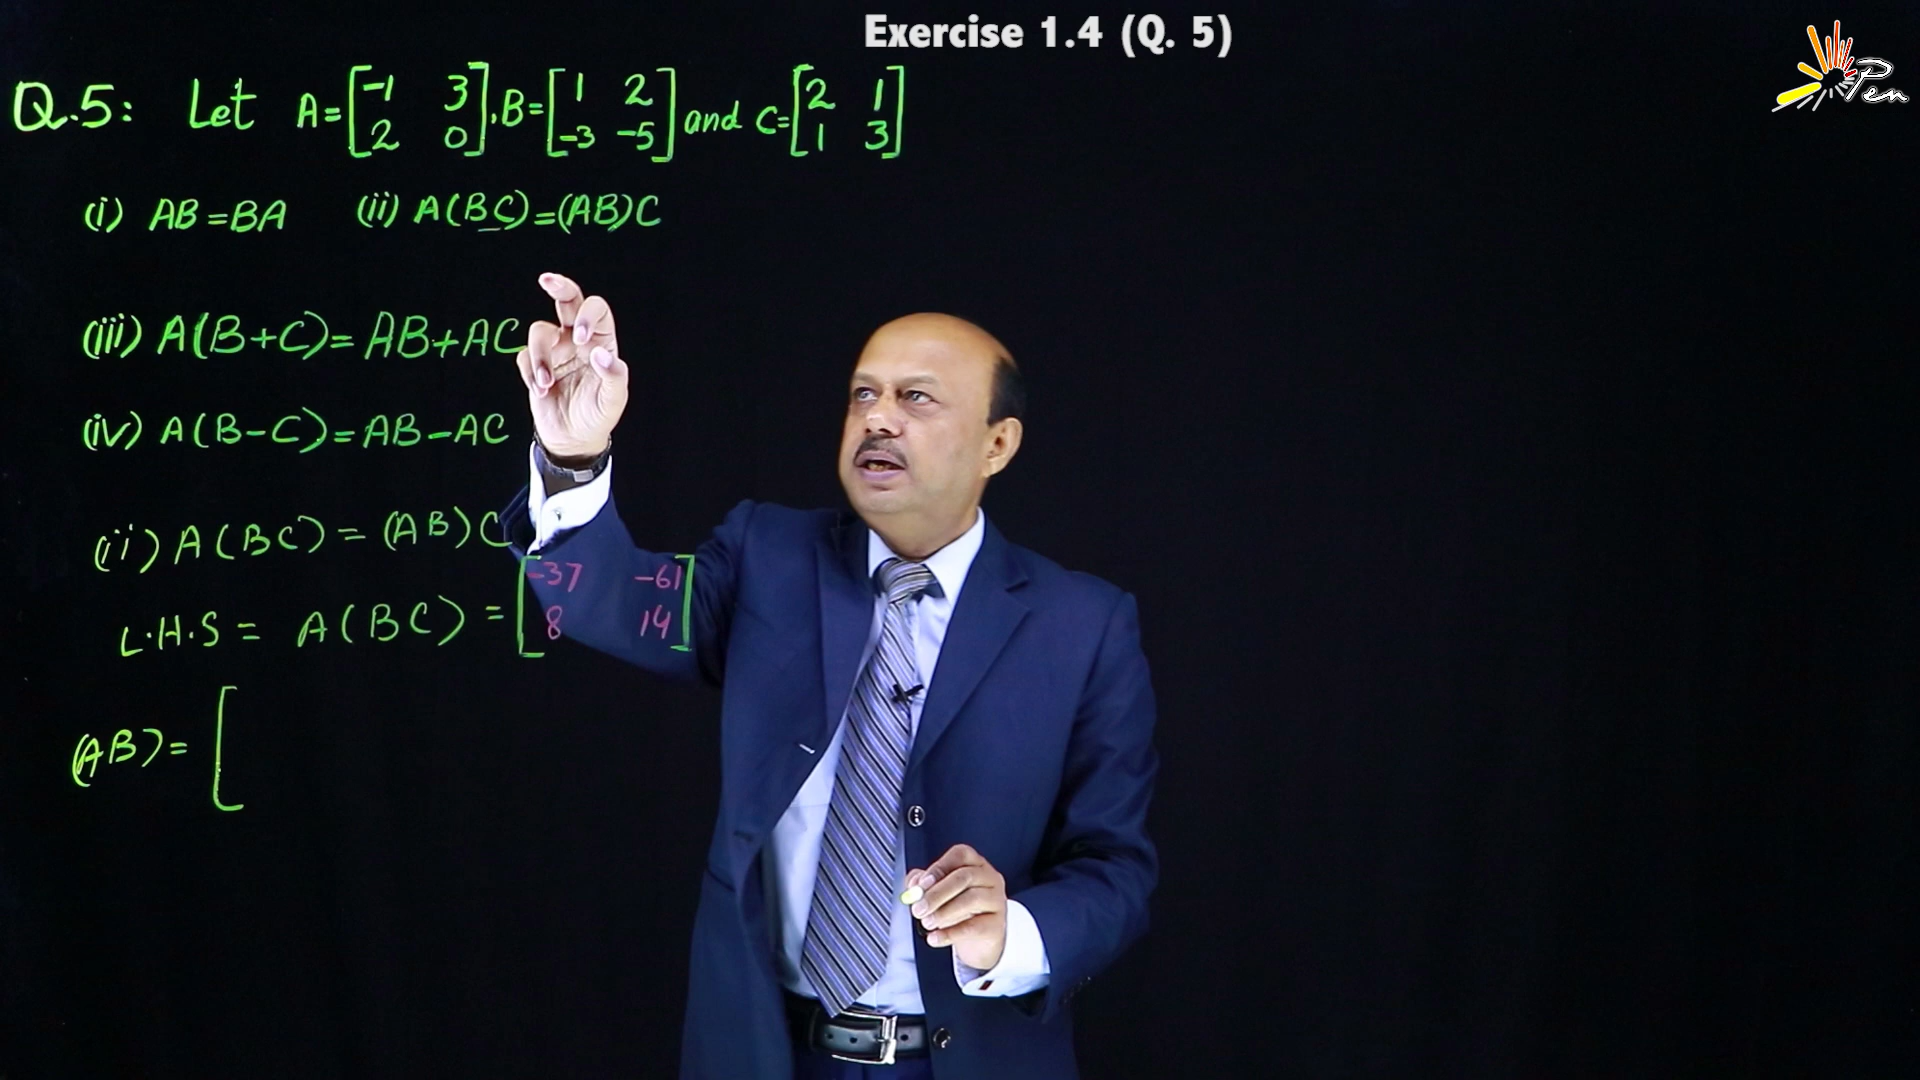 Exercise 1.4 (Q. 5)
Pen
Q.5: Let A=[-1 3
2 0], B=[1 2
-3 -5] and C=[2 1
1 3]
(i) AB=BA (ii) A(BC)=(AB)C
(iii) A(B+C)=AB+AC
(iv) A(B-C)=AB-AC
(ii) A(BC)=(AB)C
L.H.S = A(BC) = [-37 -61
8 14]
(AB)= [